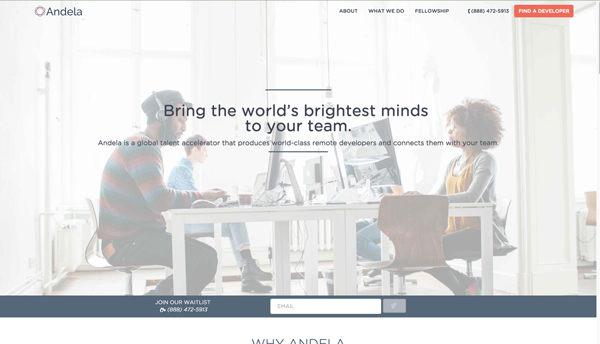 Andela
ABOUT WHAT WE DO FELLOWSHIP (888) 472-5913 FIND A DEVELOPER
Bring the world's brightest minds
to your team.
Andela is a global talent accelerator that produces world-class remote developers and connects them with your team.
JOIN OUR WAITLIST
(888) 472-5913
EMAIL
WHY ANDELA